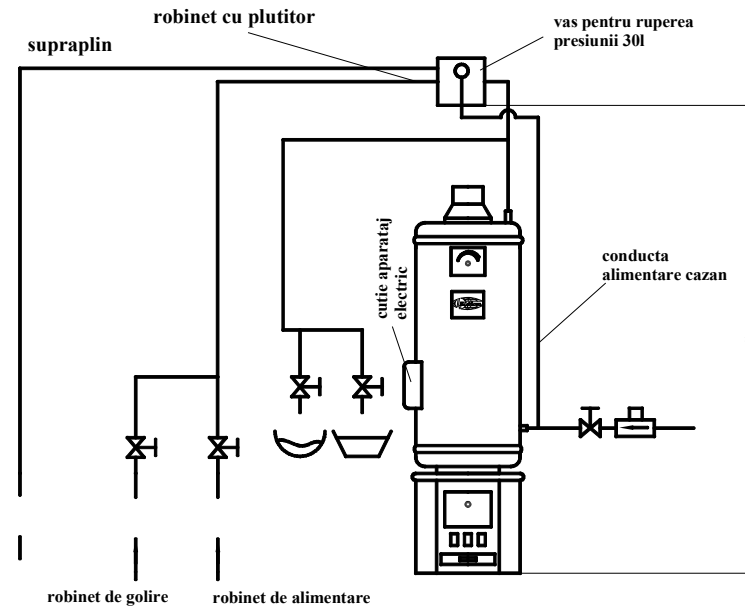 robinet cu plutitor
vas pentru ruperea
presiunii 30l
supraplin
cutie aparataj
electric
conducta
alimentare cazan
robinet de golire
robinet de alimentare